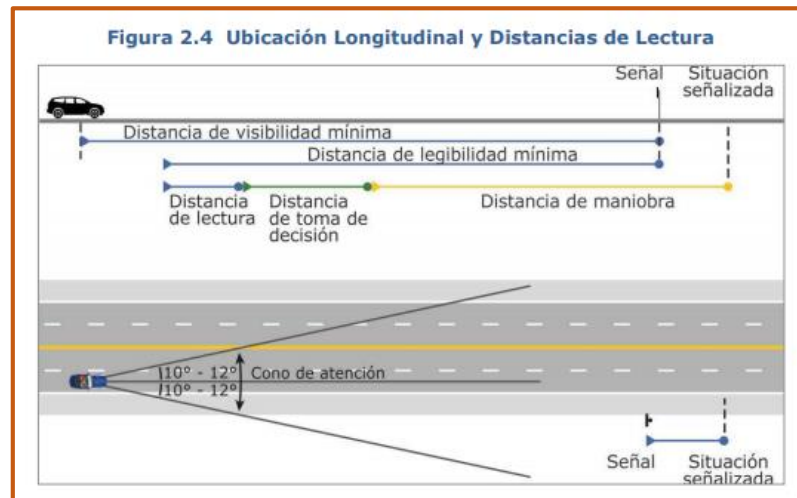 Figura 2.4 Ubicación Longitudinal y Distancias de Lectura
Señal
Situación
señalizada
Distancia de visibilidad mínima
Distancia de legibilidad mínima
Distancia
de lectura
Distancia
de toma de
decisión
Distancia de maniobra
10° - 12°
Cono de atención
10° - 12°
Señal
Situación
señalizada